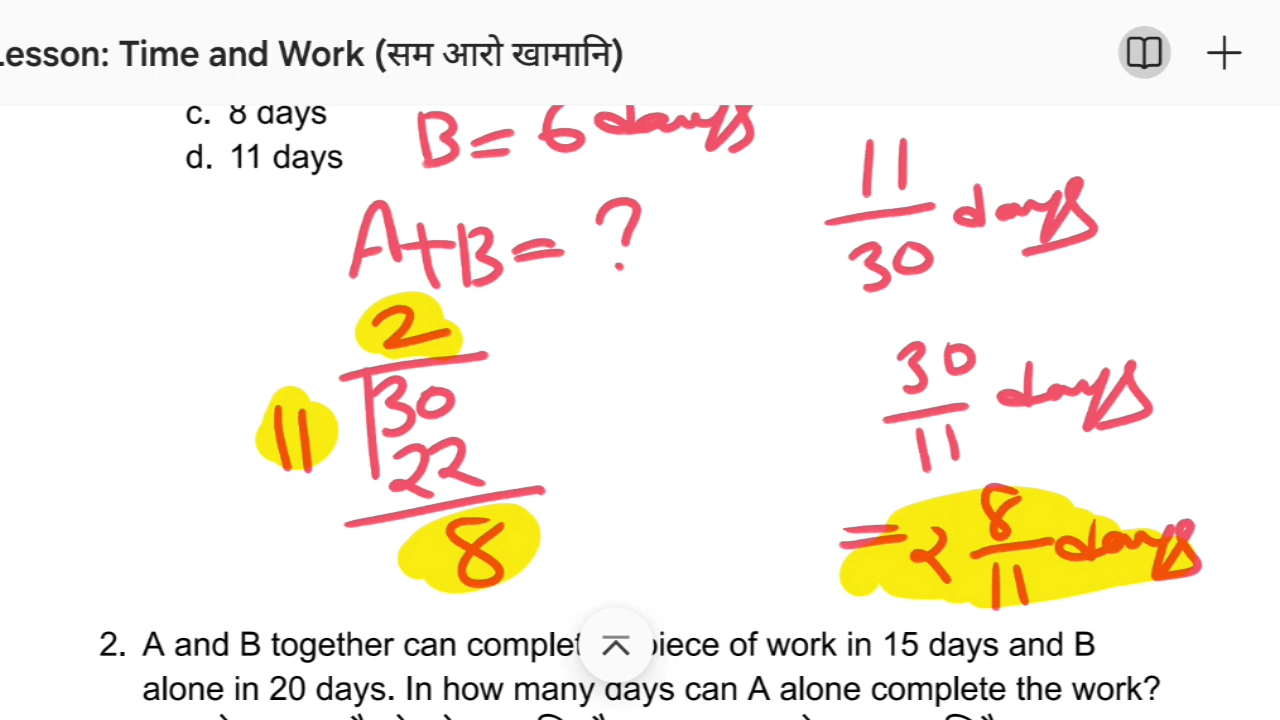 Lesson: Time and Work (सम आरो खामानि)
c. 8 days
d. 11 days
B = 6 days
A+B = ?
2
11 30
22
8
11
30 days
30
11 days
= 2 8/11 days
2. A and B together can complet piece of work in 15 days and B
alone in 20 days. In how many days can A alone complete the work?